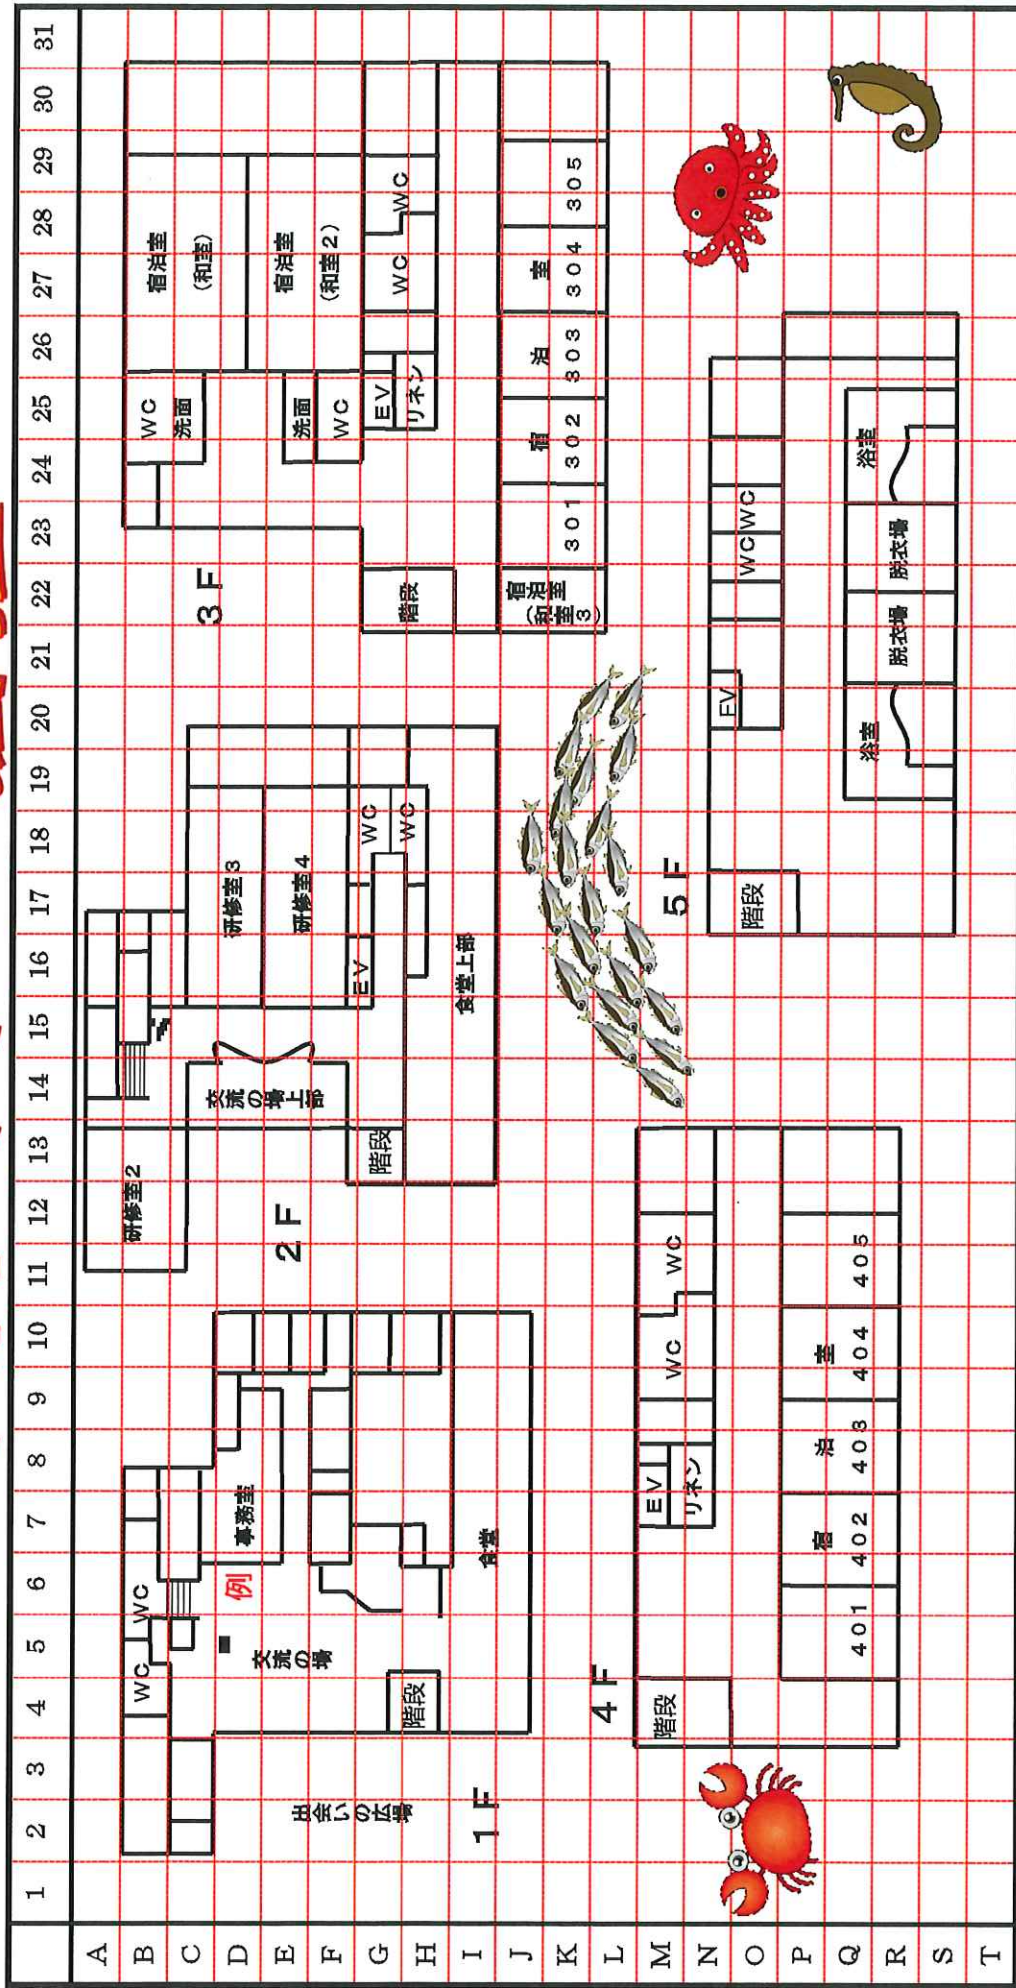 1 2 3 4 5 6 7 8 9 10 11 12 13 14 15 16 17 18 19 20 21 22 23 24 25 26 27 28 29 30 31
A
B
C
D
E
F
G
H
I
J
K
L
M
N
O
P
Q
R
S
T
1F
出会いの広場
WC
WC
事務室
例
交流の場
階段
食堂
2F
研修室2
交流の場上部
階段
研修室3
研修室4
EV
WC
WC
食堂上部
3F
WC
洗面
洗面
WC
宿泊室
(和室)
宿泊室
(和室2)
階段
EV
リネン
WC
WC
宿泊室
(和室3)
宿 泊 室
301 302 303 304 305
4F
階段
EV
リネン
WC
WC
宿 泊 室
401 402 403 404 405
5F
階段
EV
WC
WC
浴室
脱衣場
脱衣場
浴室